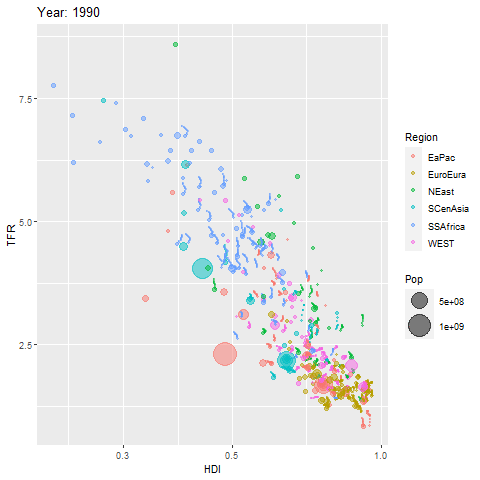 Year: 1990
7.5
5.0
2.5
TFR
0.3
0.5
1.0
HDI
Region
EaPac
EuroEura
NEast
SCenAsia
SSAfrica
WEST
Pop
5e+08
1e+09